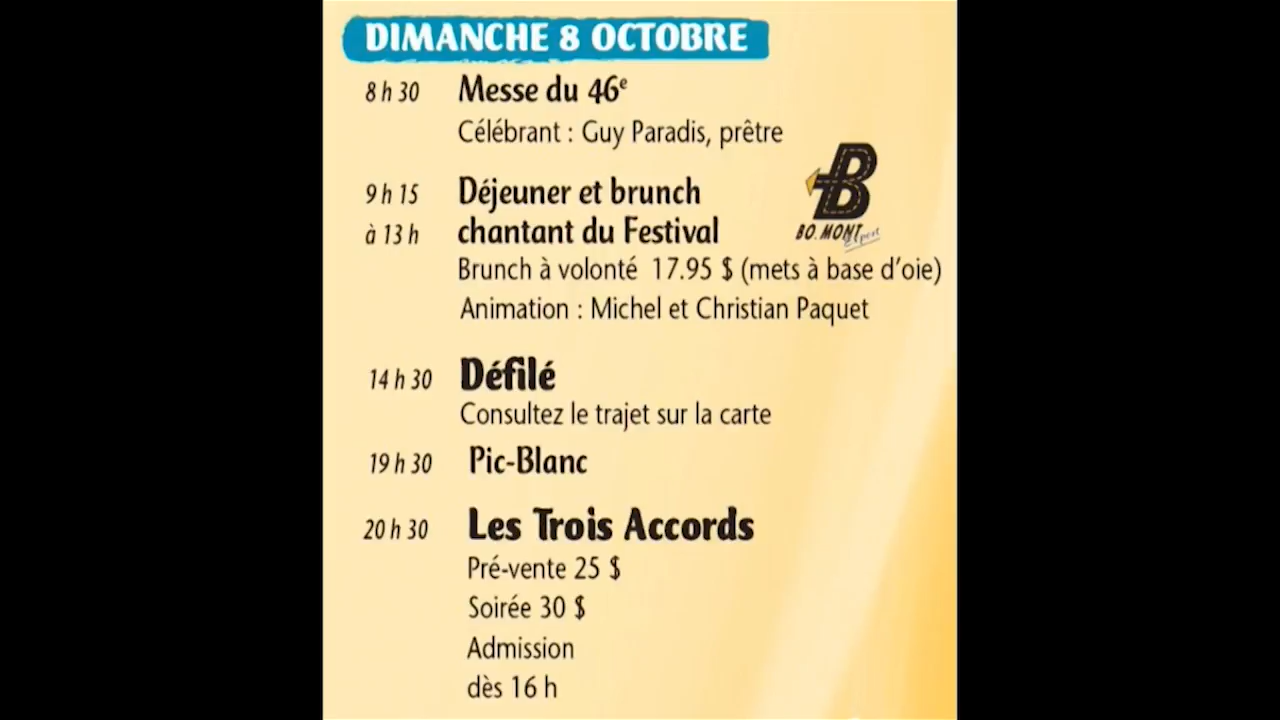 DIMANCHE 8 OCTOBRE
8 h 30 Messe du 46e
Célébrant : Guy Paradis, prêtre
9 h 15 Déjeuner et brunch
à 13 h chantant du Festival
BO. MONT Expert
Brunch à volonté 17.95 $ (mets à base d'oie)
Animation : Michel et Christian Paquet
14 h 30 Défilé
Consultez le trajet sur la carte
19 h 30 Pic-Blanc
20 h 30 Les Trois Accords
Pré-vente 25 $
Soirée 30 $
Admission
dès 16 h